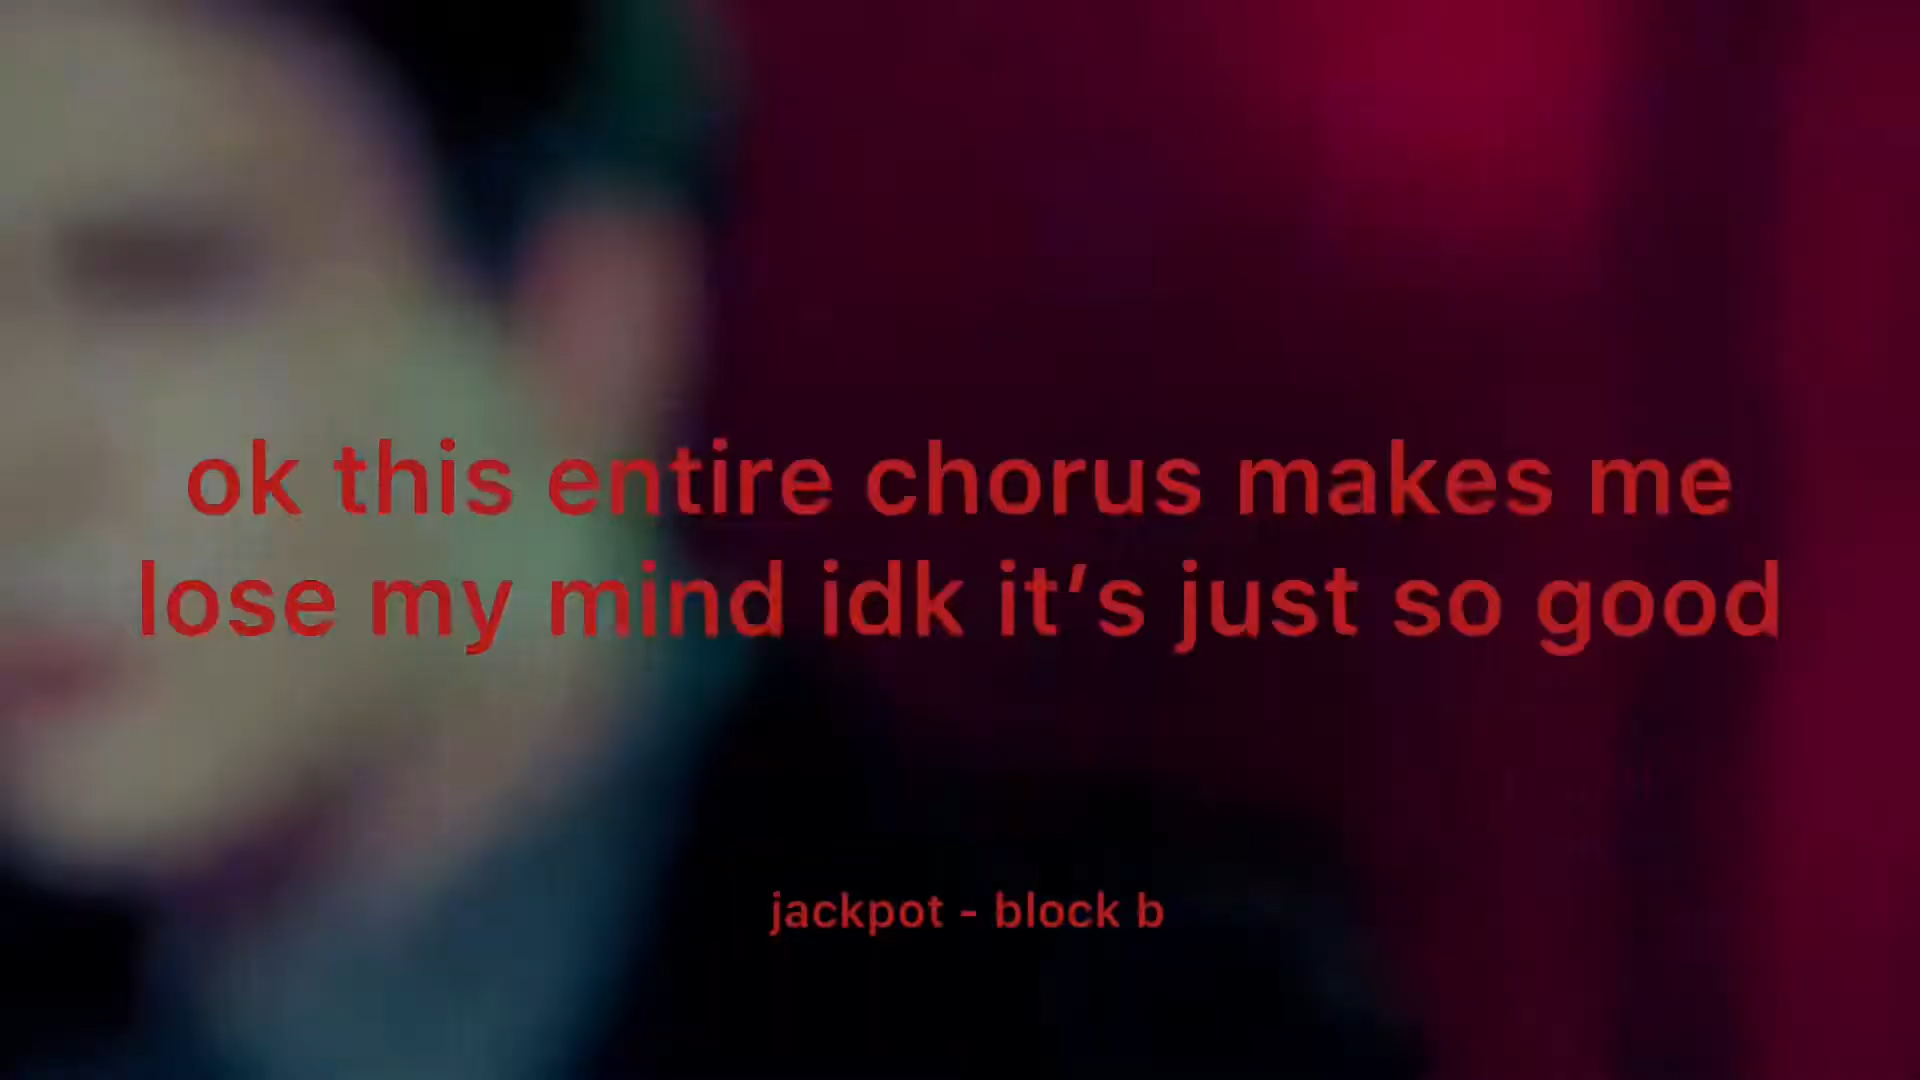 ok this entire chorus makes me
lose my mind idk it’s just so good
jackpot - block b